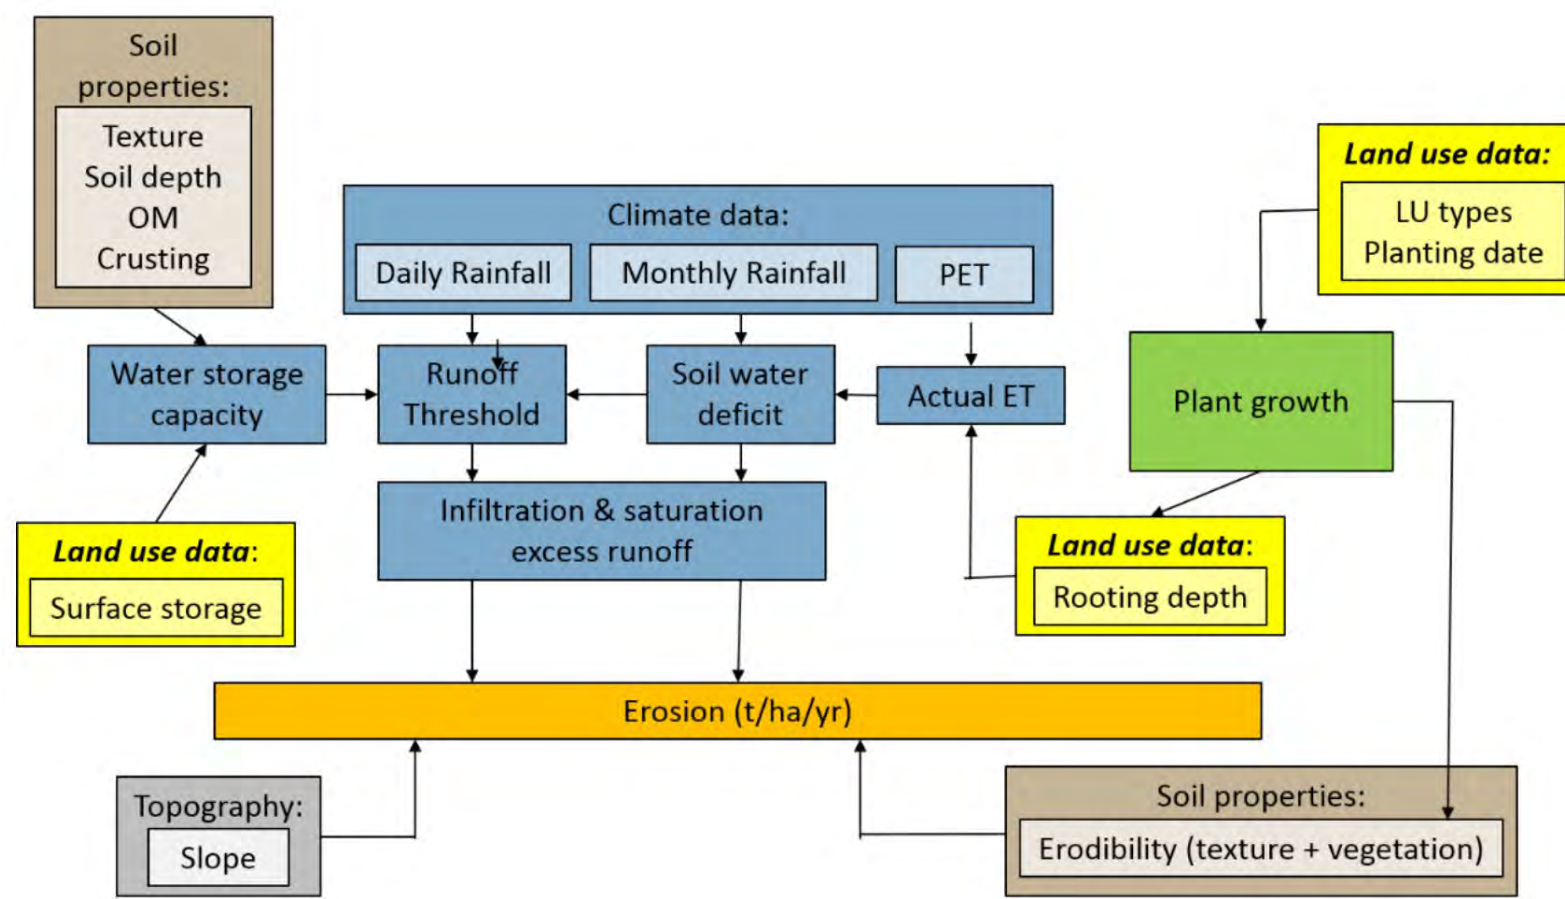 Soil
properties:
Texture
Soil depth
OM
Crusting
Land use data:
LU types
Planting date
Climate data:
Daily Rainfall
Monthly Rainfall
PET
Water storage
capacity
Runoff
Threshold
Soil water
deficit
Actual ET
Plant growth
Infiltration & saturation
excess runoff
Land use data:
Surface storage
Land use data:
Rooting depth
Erosion (t/ha/yr)
Topography:
Slope
Soil properties:
Erodibility (texture + vegetation)